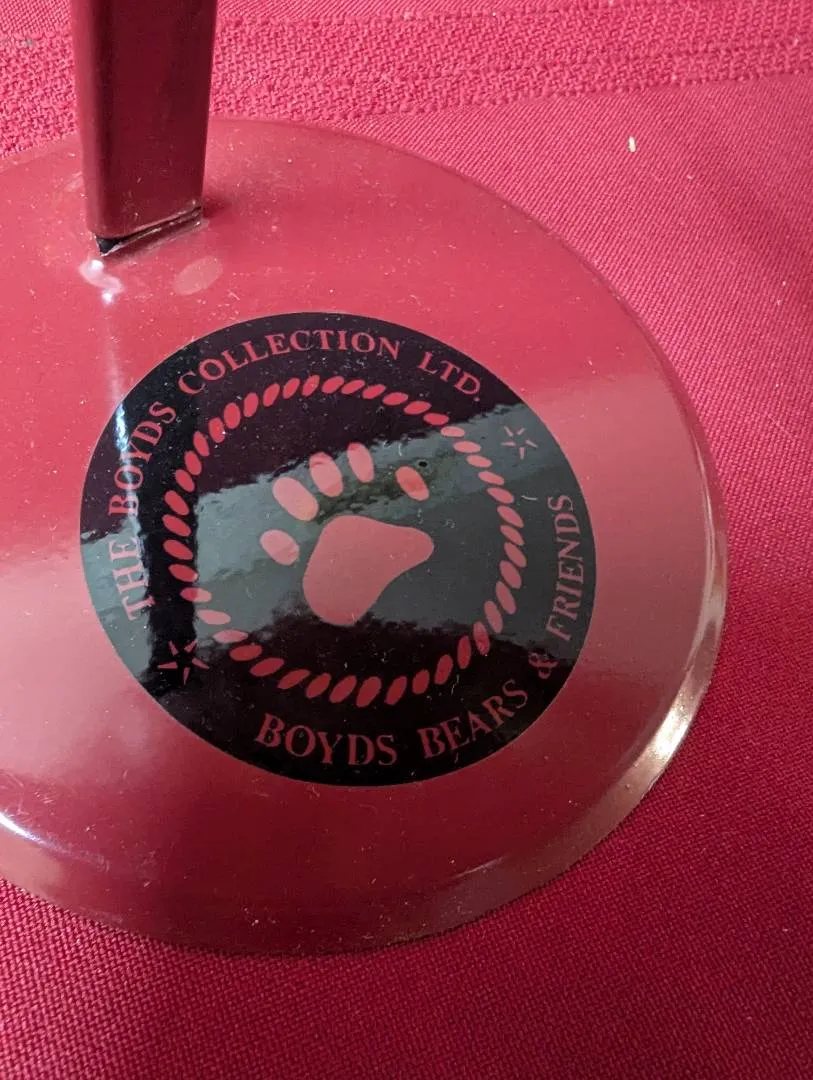 THE BOYDS COLLECTION LTD.
BOYDS BEARS & FRIENDS